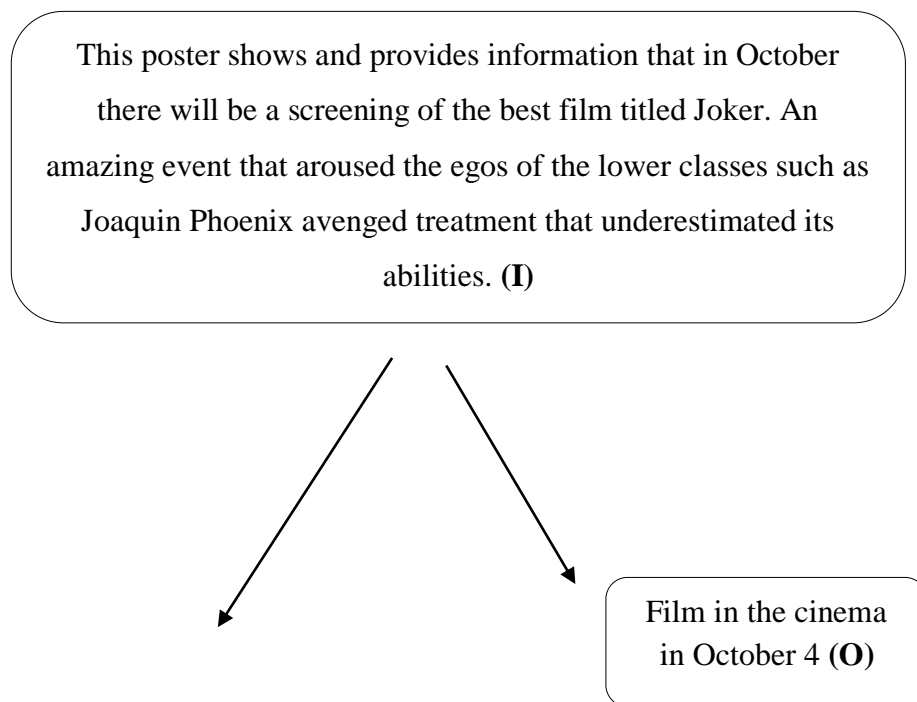 This poster shows and provides information that in October
there will be a screening of the best film titled Joker. An
amazing event that aroused the egos of the lower classes such as
Joaquin Phoenix avenged treatment that underestimated its
abilities. (I)
Film in the cinema
in October 4 (O)